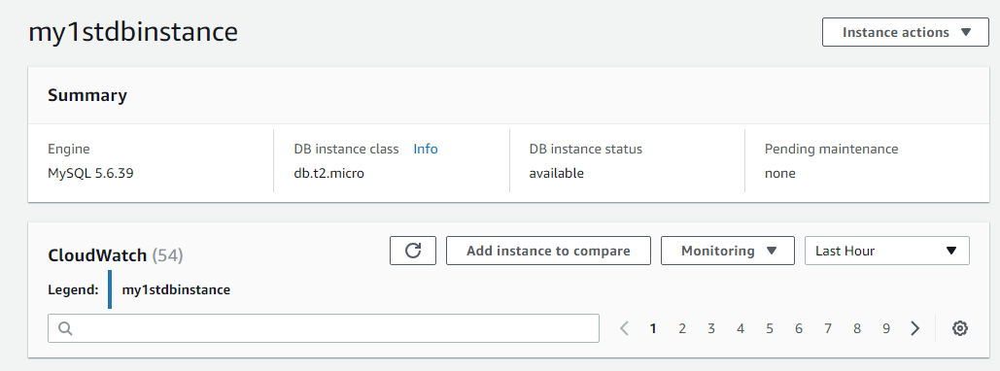 my1stdbinstance
Instance actions
Summary
Engine
DB instance class Info
DB instance status
Pending maintenance
MySQL 5.6.39
db.t2.micro
available
none
CloudWatch (54)
Add instance to compare
Monitoring
Last Hour
Legend: my1stdbinstance
1 2 3 4 5 6 7 8 9